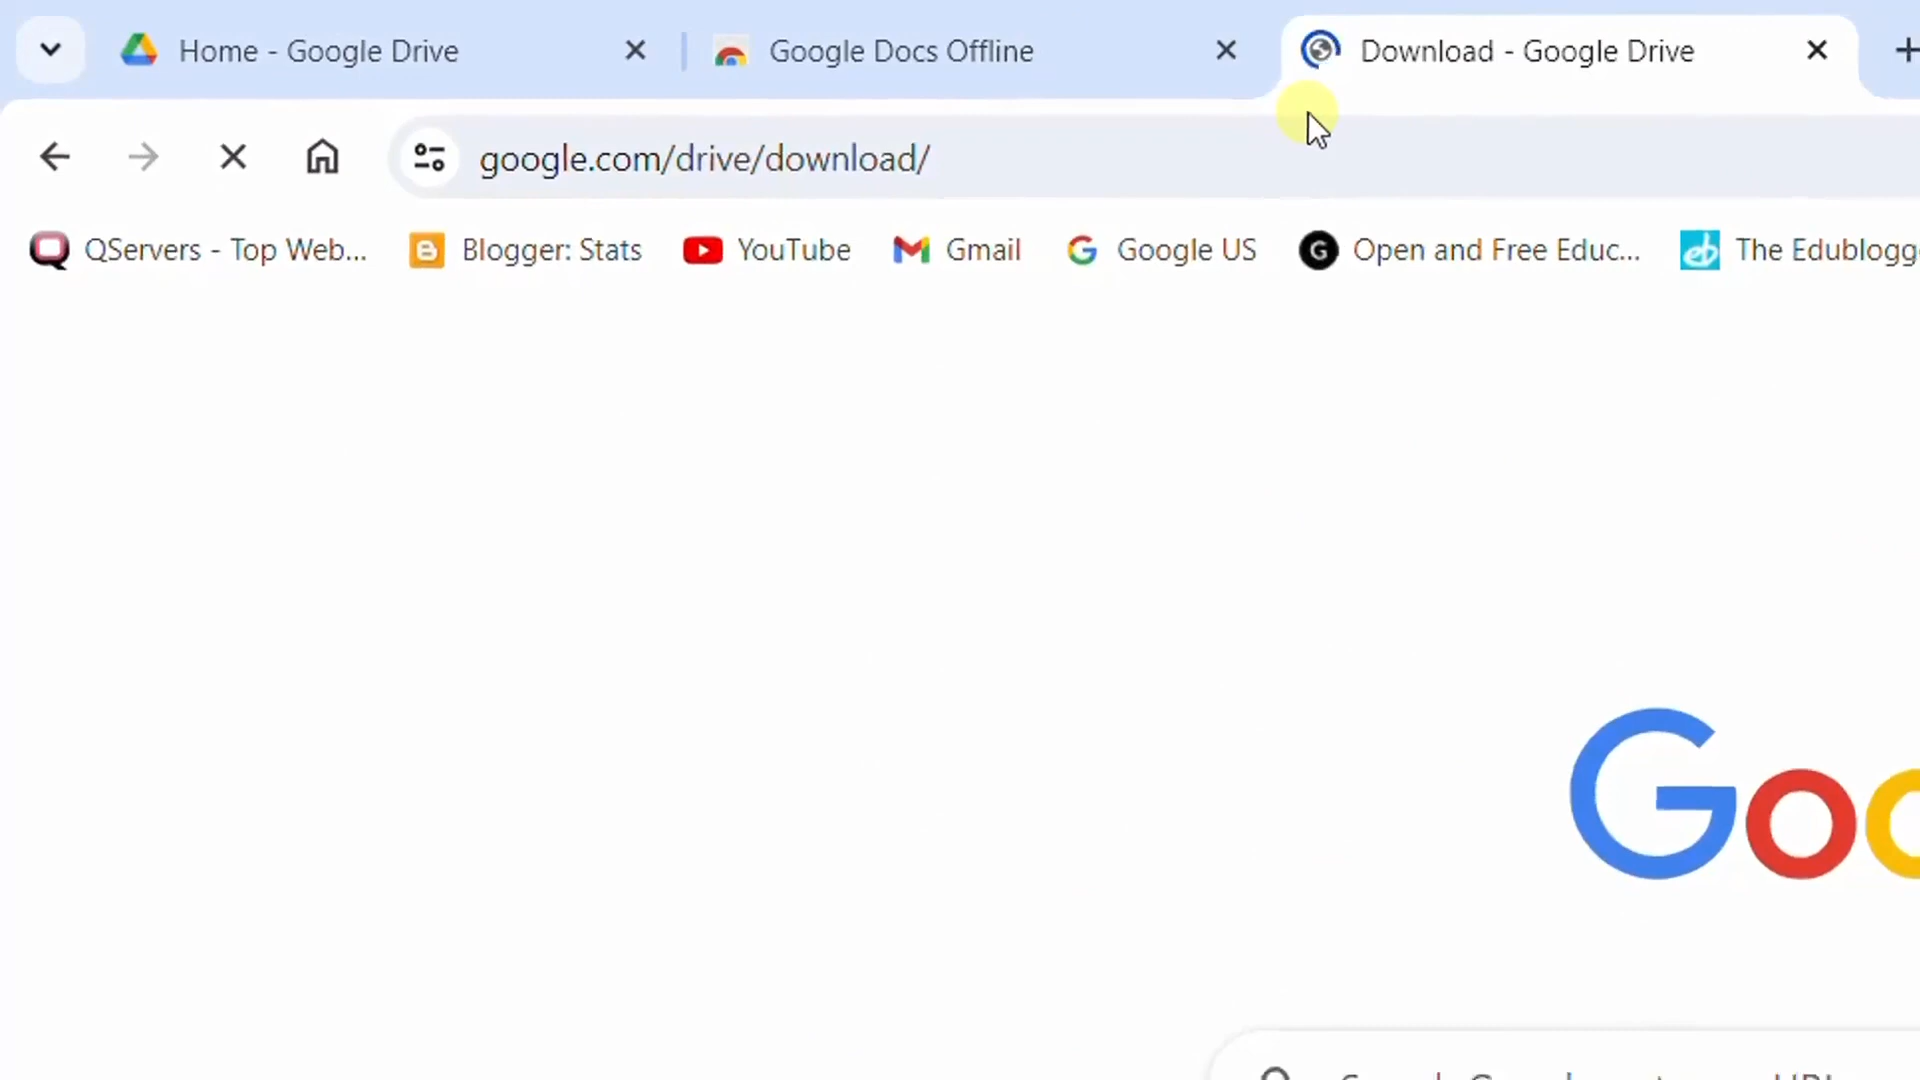 Home - Google Drive
Google Docs Offline
Download - Google Drive
google.com/drive/download/
QServers - Top Web...
Blogger: Stats
YouTube
Gmail
Google US
Open and Free Educ...
The Edublogg
Goo